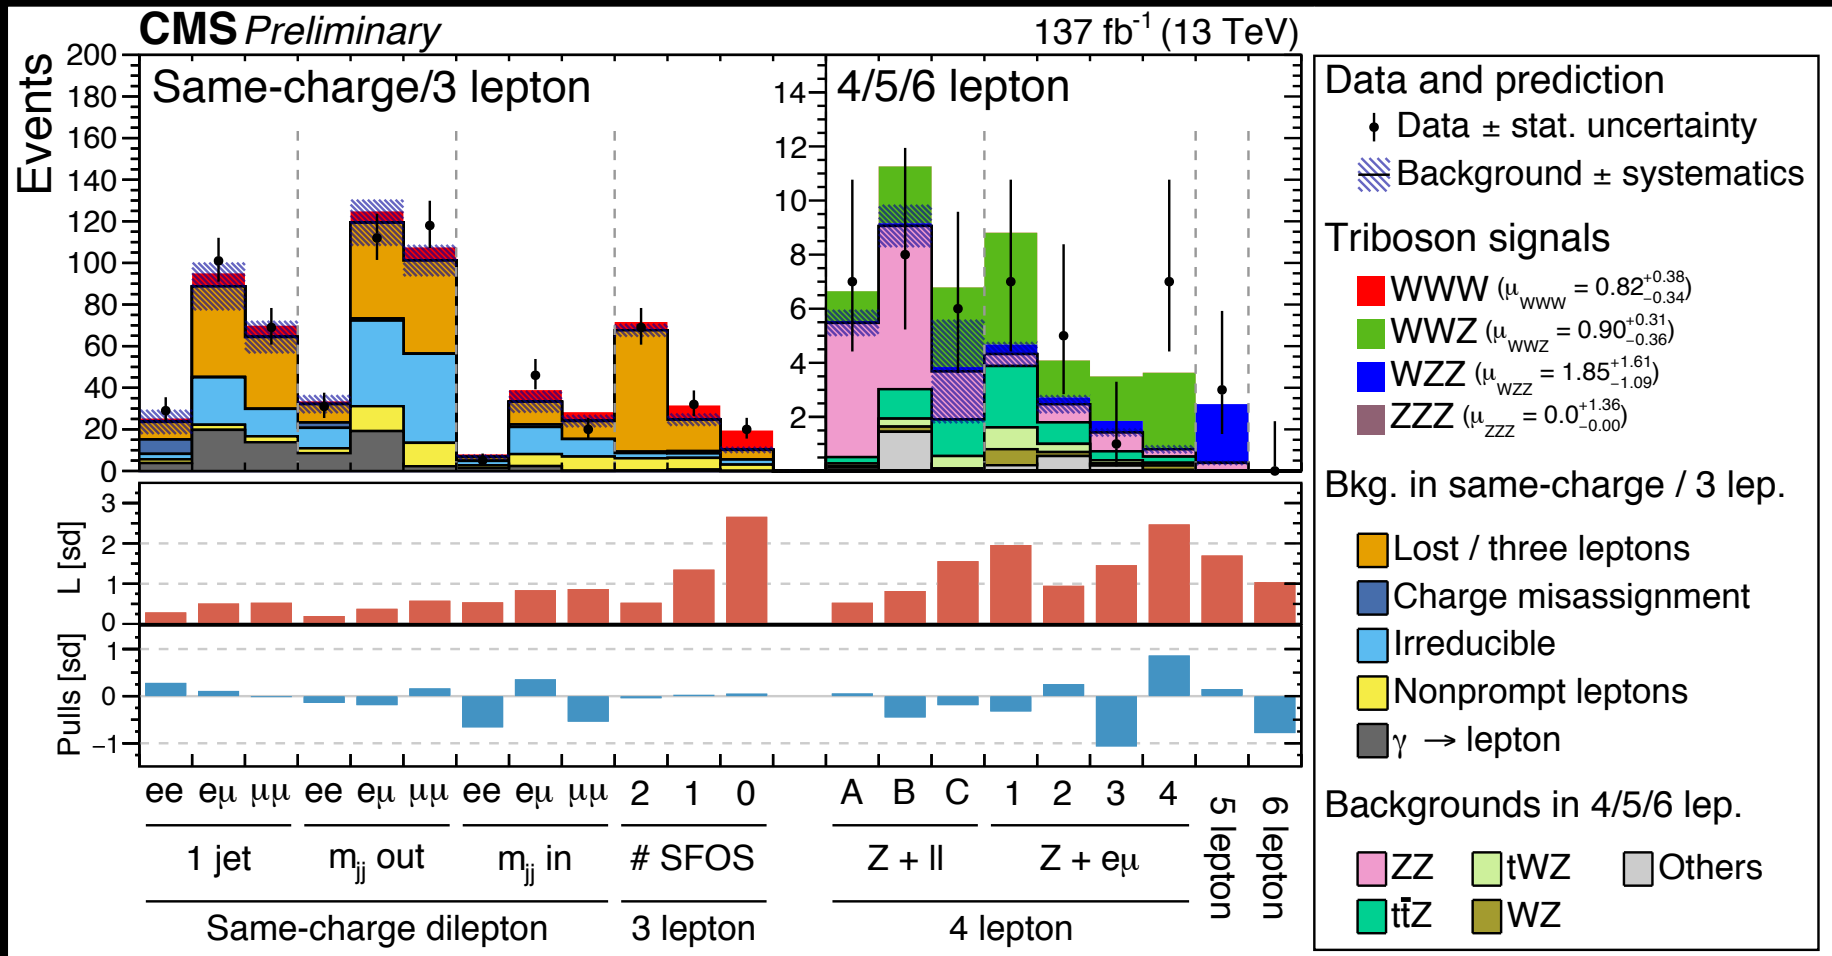 CMS Preliminary
137 fb⁻¹ (13 TeV)
Events
200
180
160
140
120
100
80
60
40
20
0
Same-charge/3 lepton
14
12
10
8
6
4
2
4/5/6 lepton
L [sd]
3
2
1
0
Pulls [sd]
1
0
−1
ee eμ μμ ee eμ μμ ee eμ μμ 2 1 0 A B C 1 2 3 4
5 lepton
6 lepton
1 jet m_jj out m_jj in # SFOS Z + ll Z + eμ
Same-charge dilepton 3 lepton 4 lepton
Data and prediction
Data ± stat. uncertainty
Background ± systematics
Triboson signals
WWW (μ_WWW = 0.82 +0.38 −0.34)
WWZ (μ_WWZ = 0.90 +0.31 −0.36)
WZZ (μ_WZZ = 1.85 +1.61 −1.09)
ZZZ (μ_ZZZ = 0.0 +1.36 −0.00)
Bkg. in same-charge / 3 lep.
Lost / three leptons
Charge misassignment
Irreducible
Nonprompt leptons
γ → lepton
Backgrounds in 4/5/6 lep.
ZZ tWZ Others
tt̄Z WZ